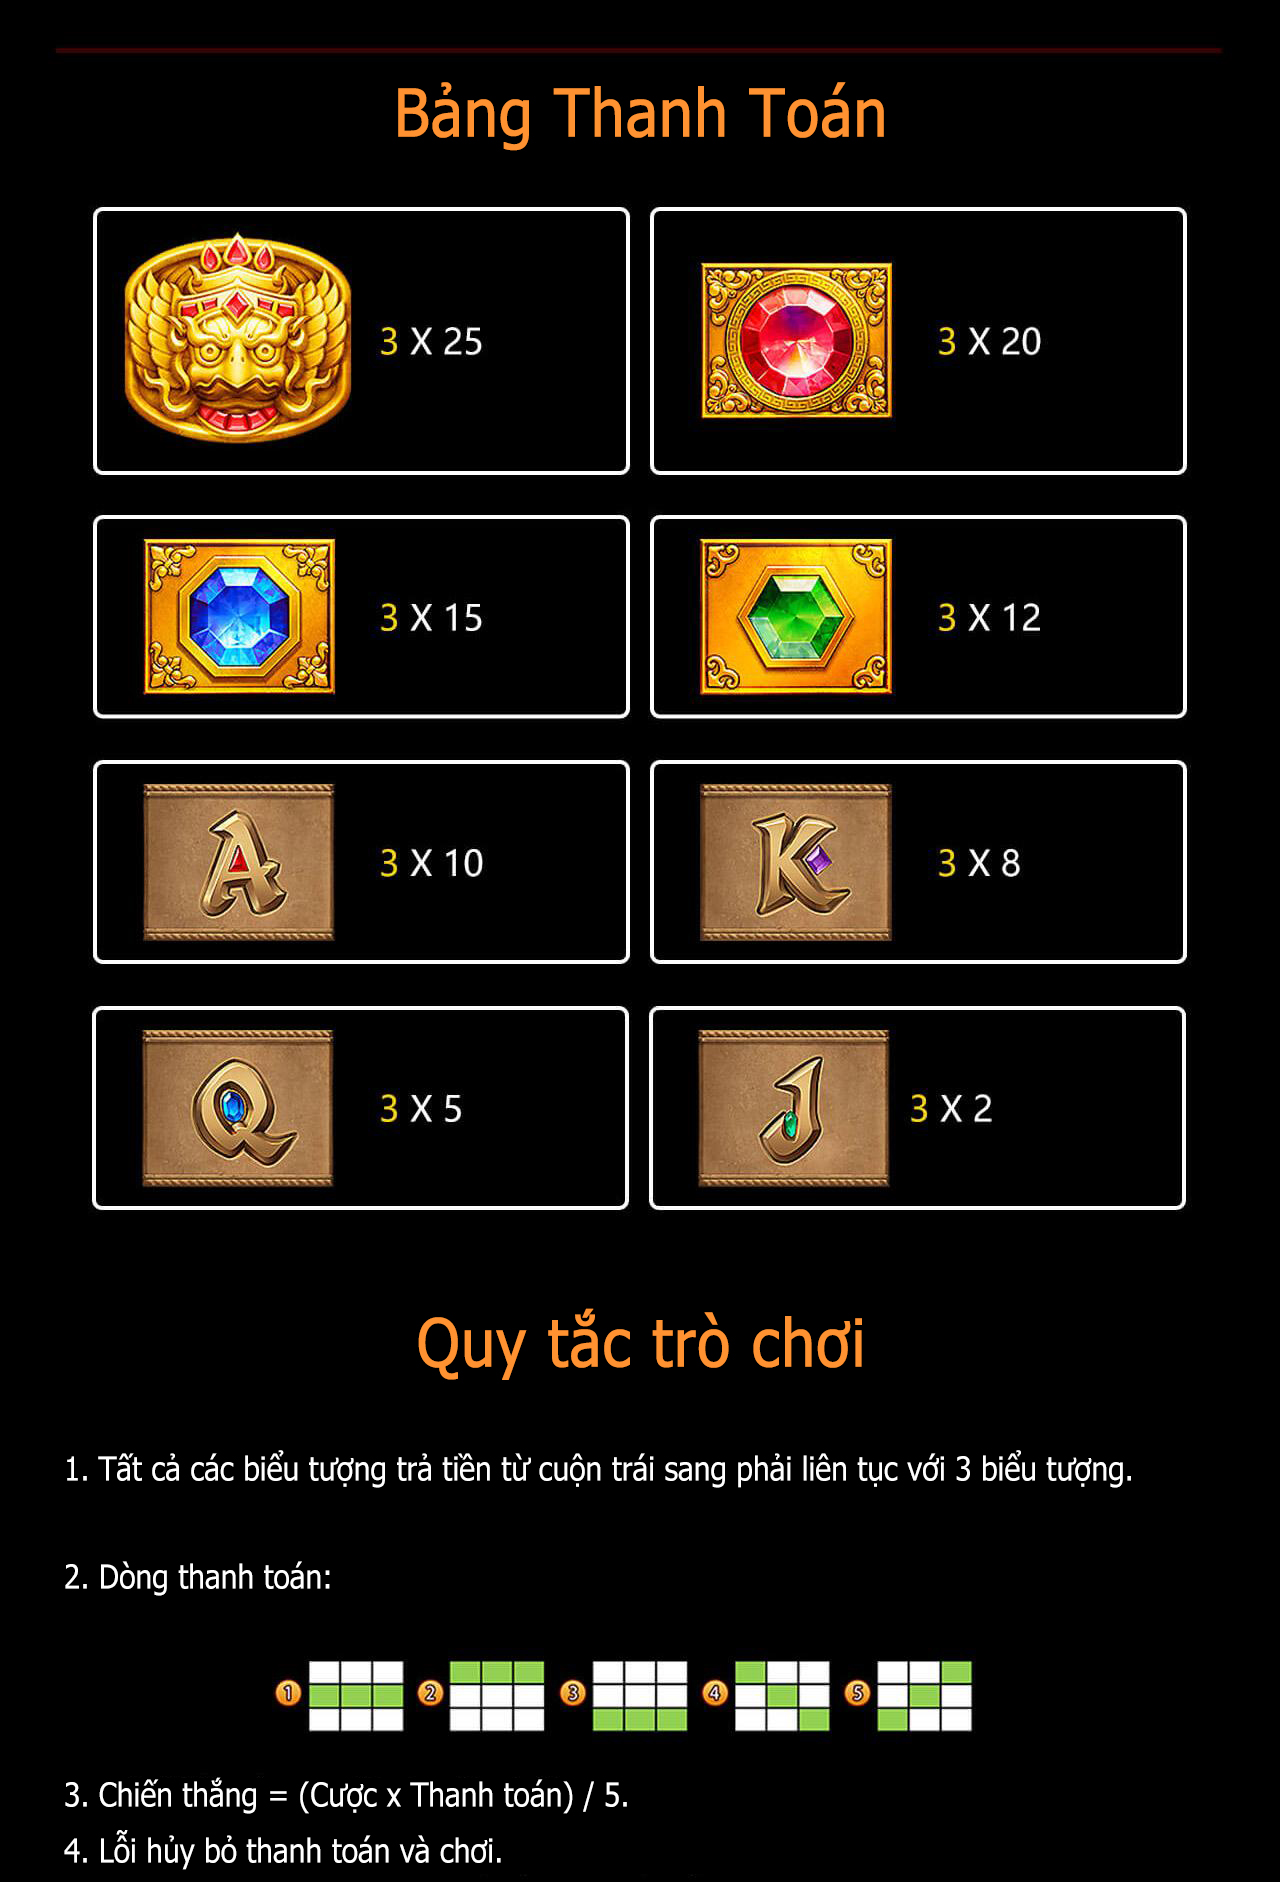 Bảng Thanh Toán
3 X 25
3 X 20
3 X 15
3 X 12
A
3 X 10
K
3 X 8
Q
3 X 5
J
3 X 2
Quy tắc trò chơi
1. Tất cả các biểu tượng trả tiền từ cuộn trái sang phải liên tục với 3 biểu tượng.
2. Dòng thanh toán:
1 2 3 4 5
3. Chiến thắng = (Cược x Thanh toán) / 5.
4. Lỗi hủy bỏ thanh toán và chơi.